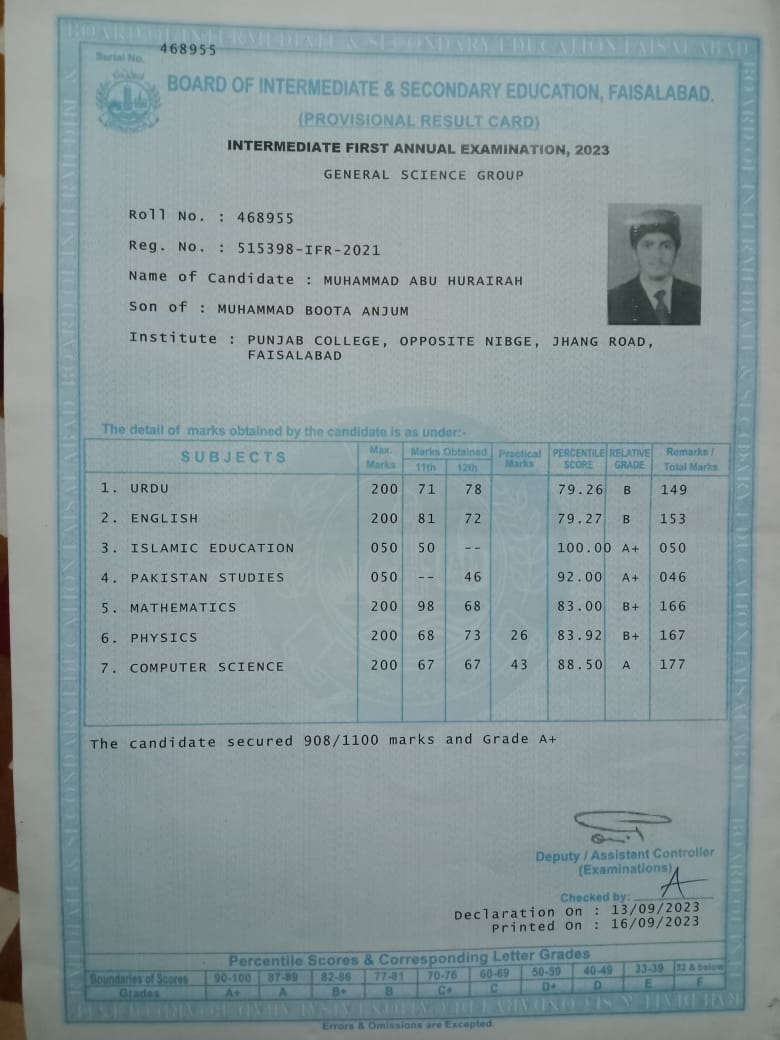 BOARD OF INTERMEDIATE & SECONDARY EDUCATION FAISALABAD
Serial No. 468955
BOARD OF INTERMEDIATE & SECONDARY EDUCATION, FAISALABAD.
(PROVISIONAL RESULT CARD)
INTERMEDIATE FIRST ANNUAL EXAMINATION, 2023
GENERAL SCIENCE GROUP
Roll No. : 468955
Reg. No. : 515398-IFR-2021
Name of Candidate : MUHAMMAD ABU HURAIRAH
Son of : MUHAMMAD BOOTA ANJUM
Institute : PUNJAB COLLEGE, OPPOSITE NIBGE, JHANG ROAD,
FAISALABAD
The detail of marks obtained by the candidate is as under:-
SUBJECTS Max. Marks Marks Obtained 11th 12th Practical Marks PERCENTILE SCORE RELATIVE GRADE Remarks / Total Marks
1. URDU 200 71 78 79.26 B 149
2. ENGLISH 200 81 72 79.27 B 153
3. ISLAMIC EDUCATION 050 50 -- 100.00 A+ 050
4. PAKISTAN STUDIES 050 -- 46 92.00 A+ 046
5. MATHEMATICS 200 98 68 83.00 B+ 166
6. PHYSICS 200 68 73 26 83.92 B+ 167
7. COMPUTER SCIENCE 200 67 67 43 88.50 A 177
The candidate secured 908/1100 marks and Grade A+
Deputy / Assistant Controller
(Examinations)
Checked by:
Declaration On : 13/09/2023
Printed On : 16/09/2023
Percentile Scores & Corresponding Letter Grades
Boundaries of Scores 90-100 87-89 82-86 77-81 70-76 60-69 50-59 40-49 33-39 32 & below
Grades A+ A B+ B C+ C D+ D E F
Errors & Omissions are Excepted.